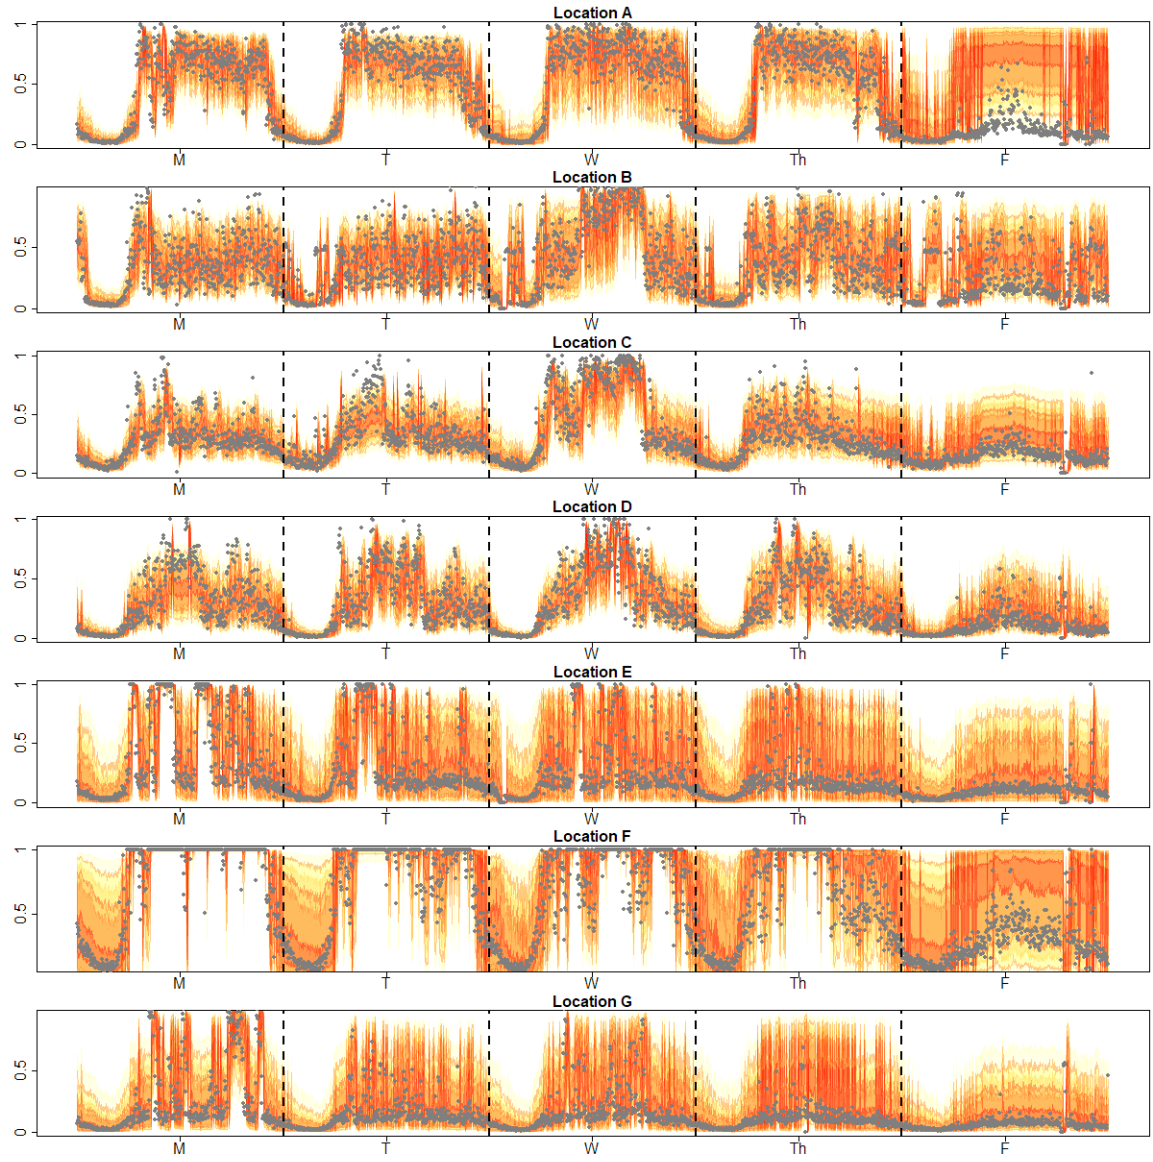 Location A
1
0.5
0
M T W Th F
Location B
0.5
0
M T W Th F
Location C
1
0.5
0
M T W Th F
Location D
1
0.5
0
M T W Th F
Location E
1
0.5
0
M T W Th F
Location F
1
0.5
M T W Th F
Location G
0.5
0
M T W Th F